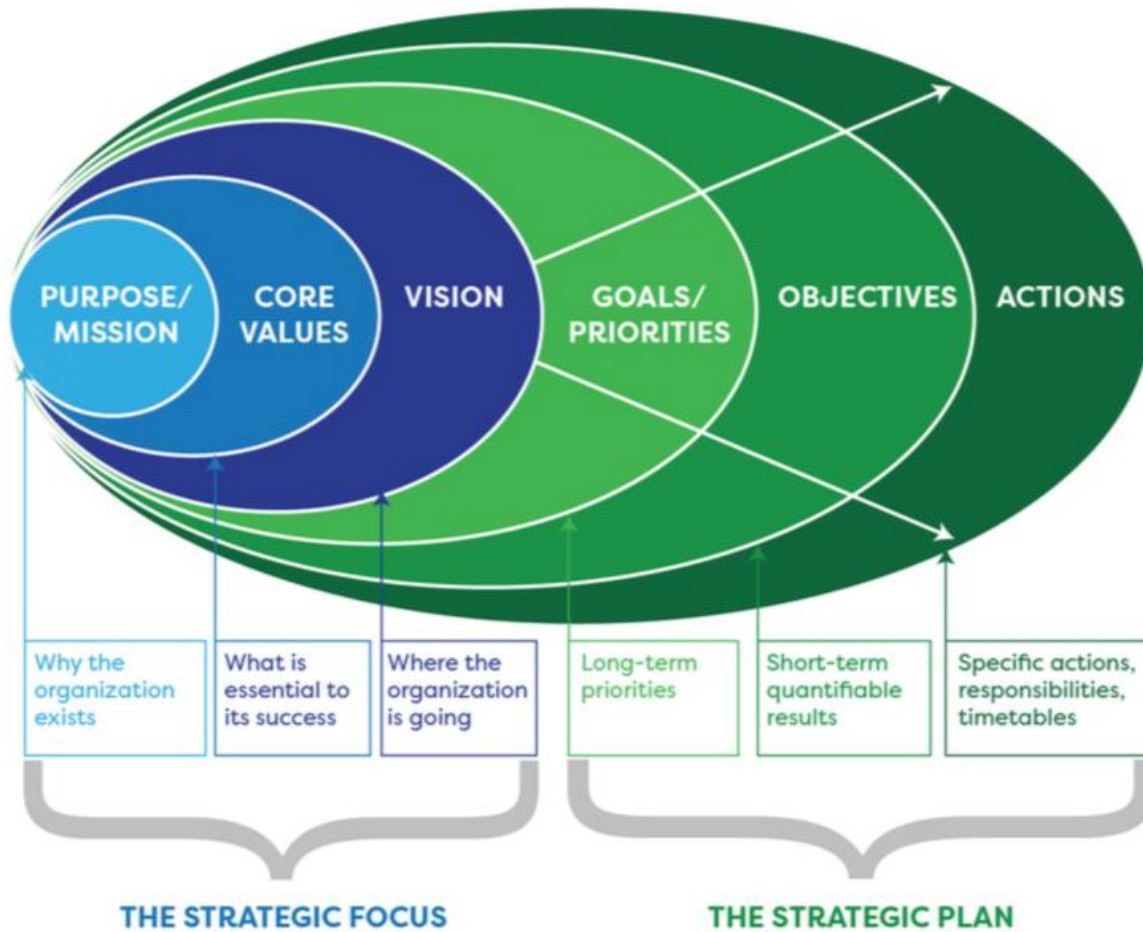 PURPOSE/
MISSION
CORE
VALUES
VISION
GOALS/
PRIORITIES
OBJECTIVES
ACTIONS
Why the
organization
exists
What is
essential to
its success
Where the
organization
is going
Long-term
priorities
Short-term
quantifiable
results
Specific actions,
responsibilities,
timetables
THE STRATEGIC FOCUS
THE STRATEGIC PLAN